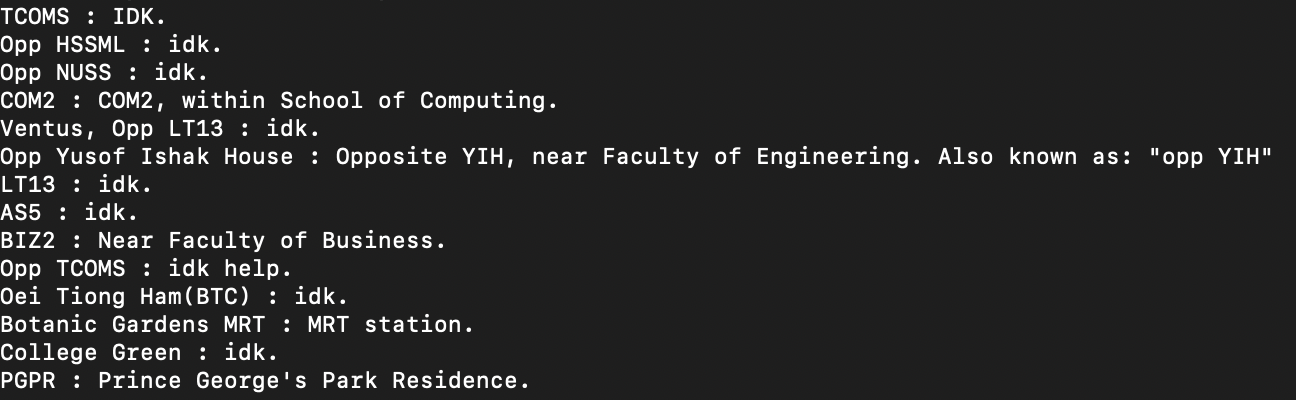 TCOMS : IDK.
Opp HSSML : idk.
Opp NUSS : idk.
COM2 : COM2, within School of Computing.
Ventus, Opp LT13 : idk.
Opp Yusof Ishak House : Opposite YIH, near Faculty of Engineering. Also known as: "opp YIH"
LT13 : idk.
AS5 : idk.
BIZ2 : Near Faculty of Business.
Opp TCOMS : idk help.
Oei Tiong Ham(BTC) : idk.
Botanic Gardens MRT : MRT station.
College Green : idk.
PGPR : Prince George's Park Residence.